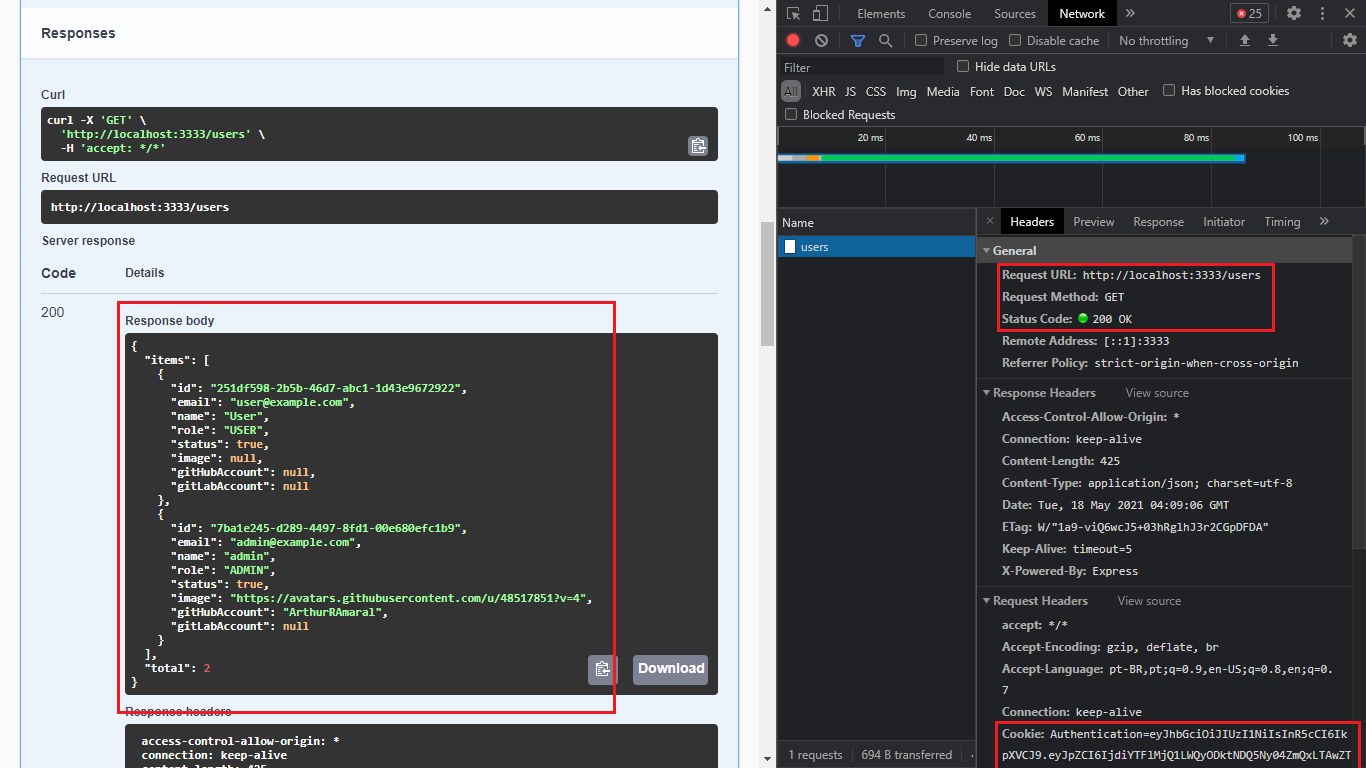 Responses
Curl
curl -X 'GET' \
'http://localhost:3333/users' \
-H 'accept: */*'
Request URL
http://localhost:3333/users
Server response
Code Details
200
Response body
{
"items": [
{
"id": "251df598-2b5b-46d7-abc1-1d43e9672922",
"email": "user@example.com",
"name": "User",
"role": "USER",
"status": true,
"image": null,
"gitHubAccount": null,
"gitLabAccount": null
},
{
"id": "7ba1e245-d289-4497-8fd1-00e680efc1b9",
"email": "admin@example.com",
"name": "admin",
"role": "ADMIN",
"status": true,
"image": "https://avatars.githubusercontent.com/u/48517851?v=4",
"gitHubAccount": "ArthurRAmaral",
"gitLabAccount": null
}
],
"total": 2
}
Download
Response headers
access-control-allow-origin: *
connection: keep-alive
content-length: 425
Elements Console Sources Network » 25
Preserve log Disable cache No throttling
Filter Hide data URLs
All XHR JS CSS Img Media Font Doc WS Manifest Other Has blocked cookies
Blocked Requests
20 ms 40 ms 60 ms 80 ms 100 ms
Name
users
1 requests 694 B transferred
Headers Preview Response Initiator Timing »
General
Request URL: http://localhost:3333/users
Request Method: GET
Status Code: 200 OK
Remote Address: [::1]:3333
Referrer Policy: strict-origin-when-cross-origin
Response Headers View source
Access-Control-Allow-Origin: *
Connection: keep-alive
Content-Length: 425
Content-Type: application/json; charset=utf-8
Date: Tue, 18 May 2021 04:09:06 GMT
ETag: W/"1a9-viQ6wcJ5+03hRglhJ3r2CGpDFDA"
Keep-Alive: timeout=5
X-Powered-By: Express
Request Headers View source
accept: */*
Accept-Encoding: gzip, deflate, br
Accept-Language: pt-BR,pt;q=0.9,en-US;q=0.8,en;q=0.
7
Connection: keep-alive
Cookie: Authentication=eyJhbGciOiJIUzI1NiIsInR5cCI6Ik
pXVCJ9.eyJpZCI6IjdiYTFlMjQ1LWQyODktNDQ5Ny04ZmQxLTAwZT